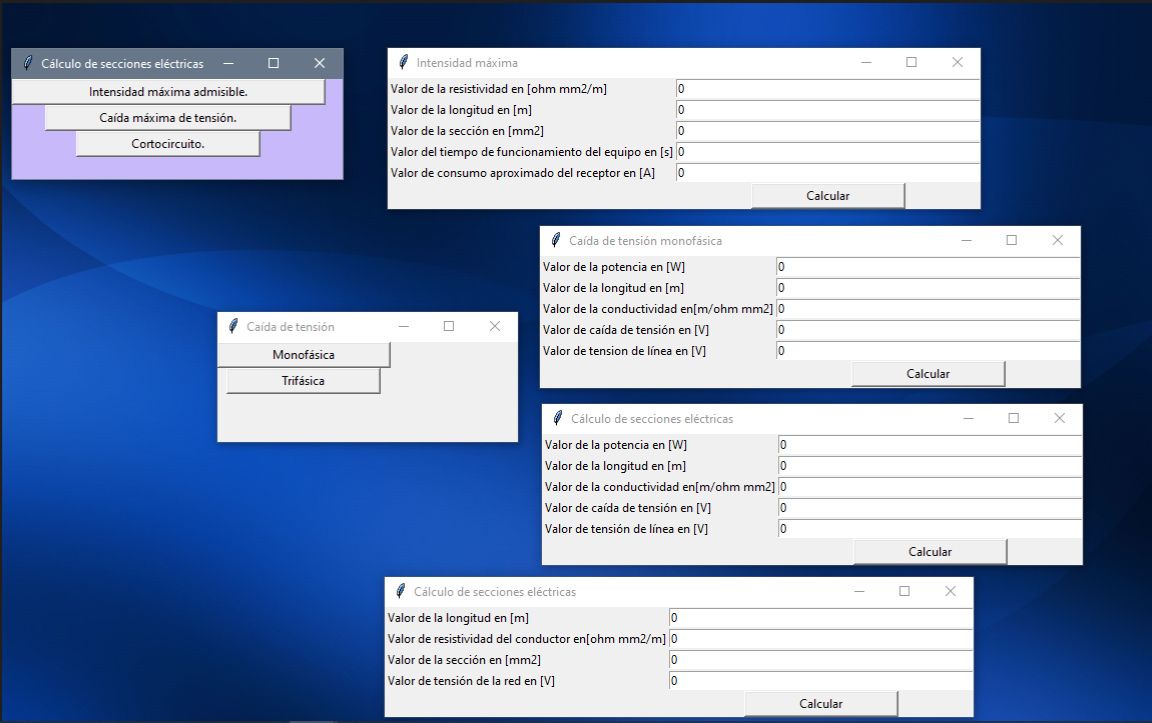 Cálculo de secciones eléctricas
Intensidad máxima admisible.
Caída máxima de tensión.
Cortocircuito.
Intensidad máxima
Valor de la resistividad en [ohm mm2/m] 0
Valor de la longitud en [m] 0
Valor de la sección en [mm2] 0
Valor del tiempo de funcionamiento del equipo en [s] 0
Valor de consumo aproximado del receptor en [A] 0
Calcular
Caída de tensión monofásica
Valor de la potencia en [W] 0
Valor de la longitud en [m] 0
Valor de la conductividad en[m/ohm mm2] 0
Valor de caída de tensión en [V] 0
Valor de tension de línea en [V] 0
Calcular
Caída de tensión
Monofásica
Trifásica
Cálculo de secciones eléctricas
Valor de la potencia en [W] 0
Valor de la longitud en [m] 0
Valor de la conductividad en[m/ohm mm2] 0
Valor de caída de tensión en [V] 0
Valor de tensión de línea en [V] 0
Calcular
Cálculo de secciones eléctricas
Valor de la longitud en [m] 0
Valor de resistividad del conductor en[ohm mm2/m] 0
Valor de la sección en [mm2] 0
Valor de tensión de la red en [V] 0
Calcular